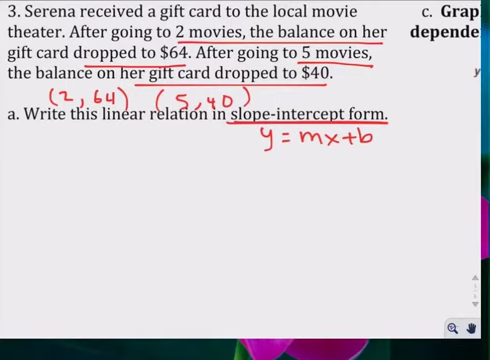 3. Serena received a gift card to the local movie
theater. After going to 2 movies, the balance on her
gift card dropped to $64. After going to 5 movies,
the balance on her gift card dropped to $40.
(2, 64) (5, 40)
a. Write this linear relation in slope-intercept form.
y = mx+b
c. Grap
depende
y